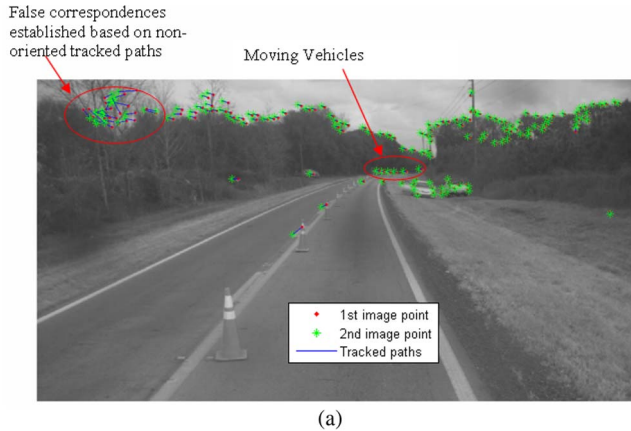 False correspondences
established based on non-
oriented tracked paths
Moving Vehicles
1st image point
2nd image point
Tracked paths
(a)